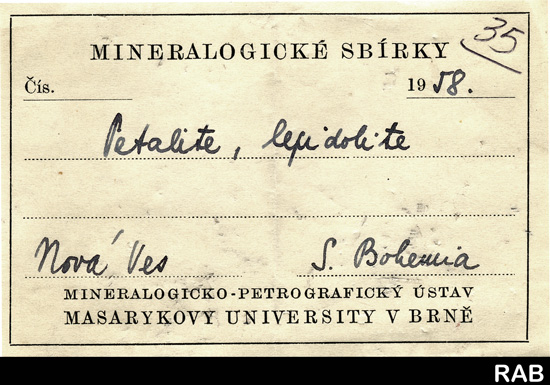 35
MINERALOGICKÉ SBÍRKY
Čís. 1958.
Petalite, lepidolite
Nová Ves S. Bohemia
MINERALOGICKO-PETROGRAFICKÝ ÚSTAV
MASARYKOVY UNIVERSITY V BRNĚ
RAB